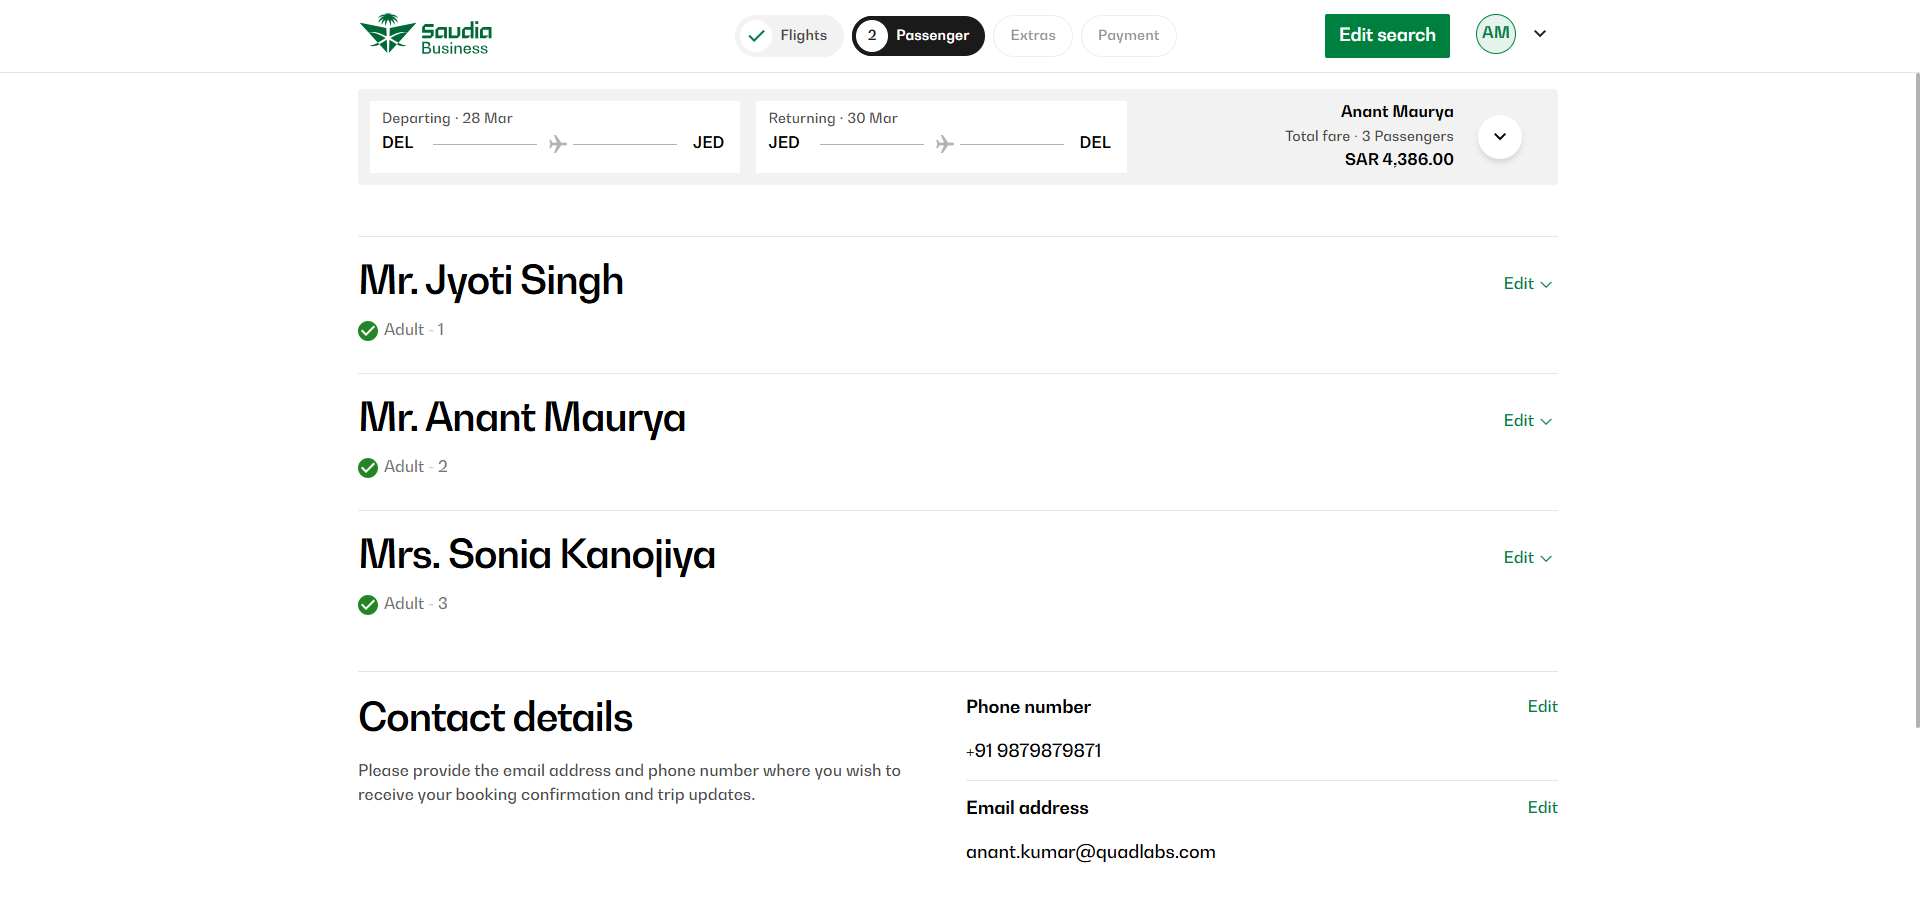 Saudia
Business
Flights
2 Passenger
Extras
Payment
Edit search
AM
Departing · 28 Mar
DEL JED
Returning · 30 Mar
JED DEL
Anant Maurya
Total fare · 3 Passengers
SAR 4,386.00
Mr. Jyoti Singh
Edit
Adult - 1
Mr. Anant Maurya
Edit
Adult - 2
Mrs. Sonia Kanojiya
Edit
Adult - 3
Contact details
Please provide the email address and phone number where you wish to
receive your booking confirmation and trip updates.
Phone number
Edit
+91 9879879871
Email address
Edit
anant.kumar@quadlabs.com